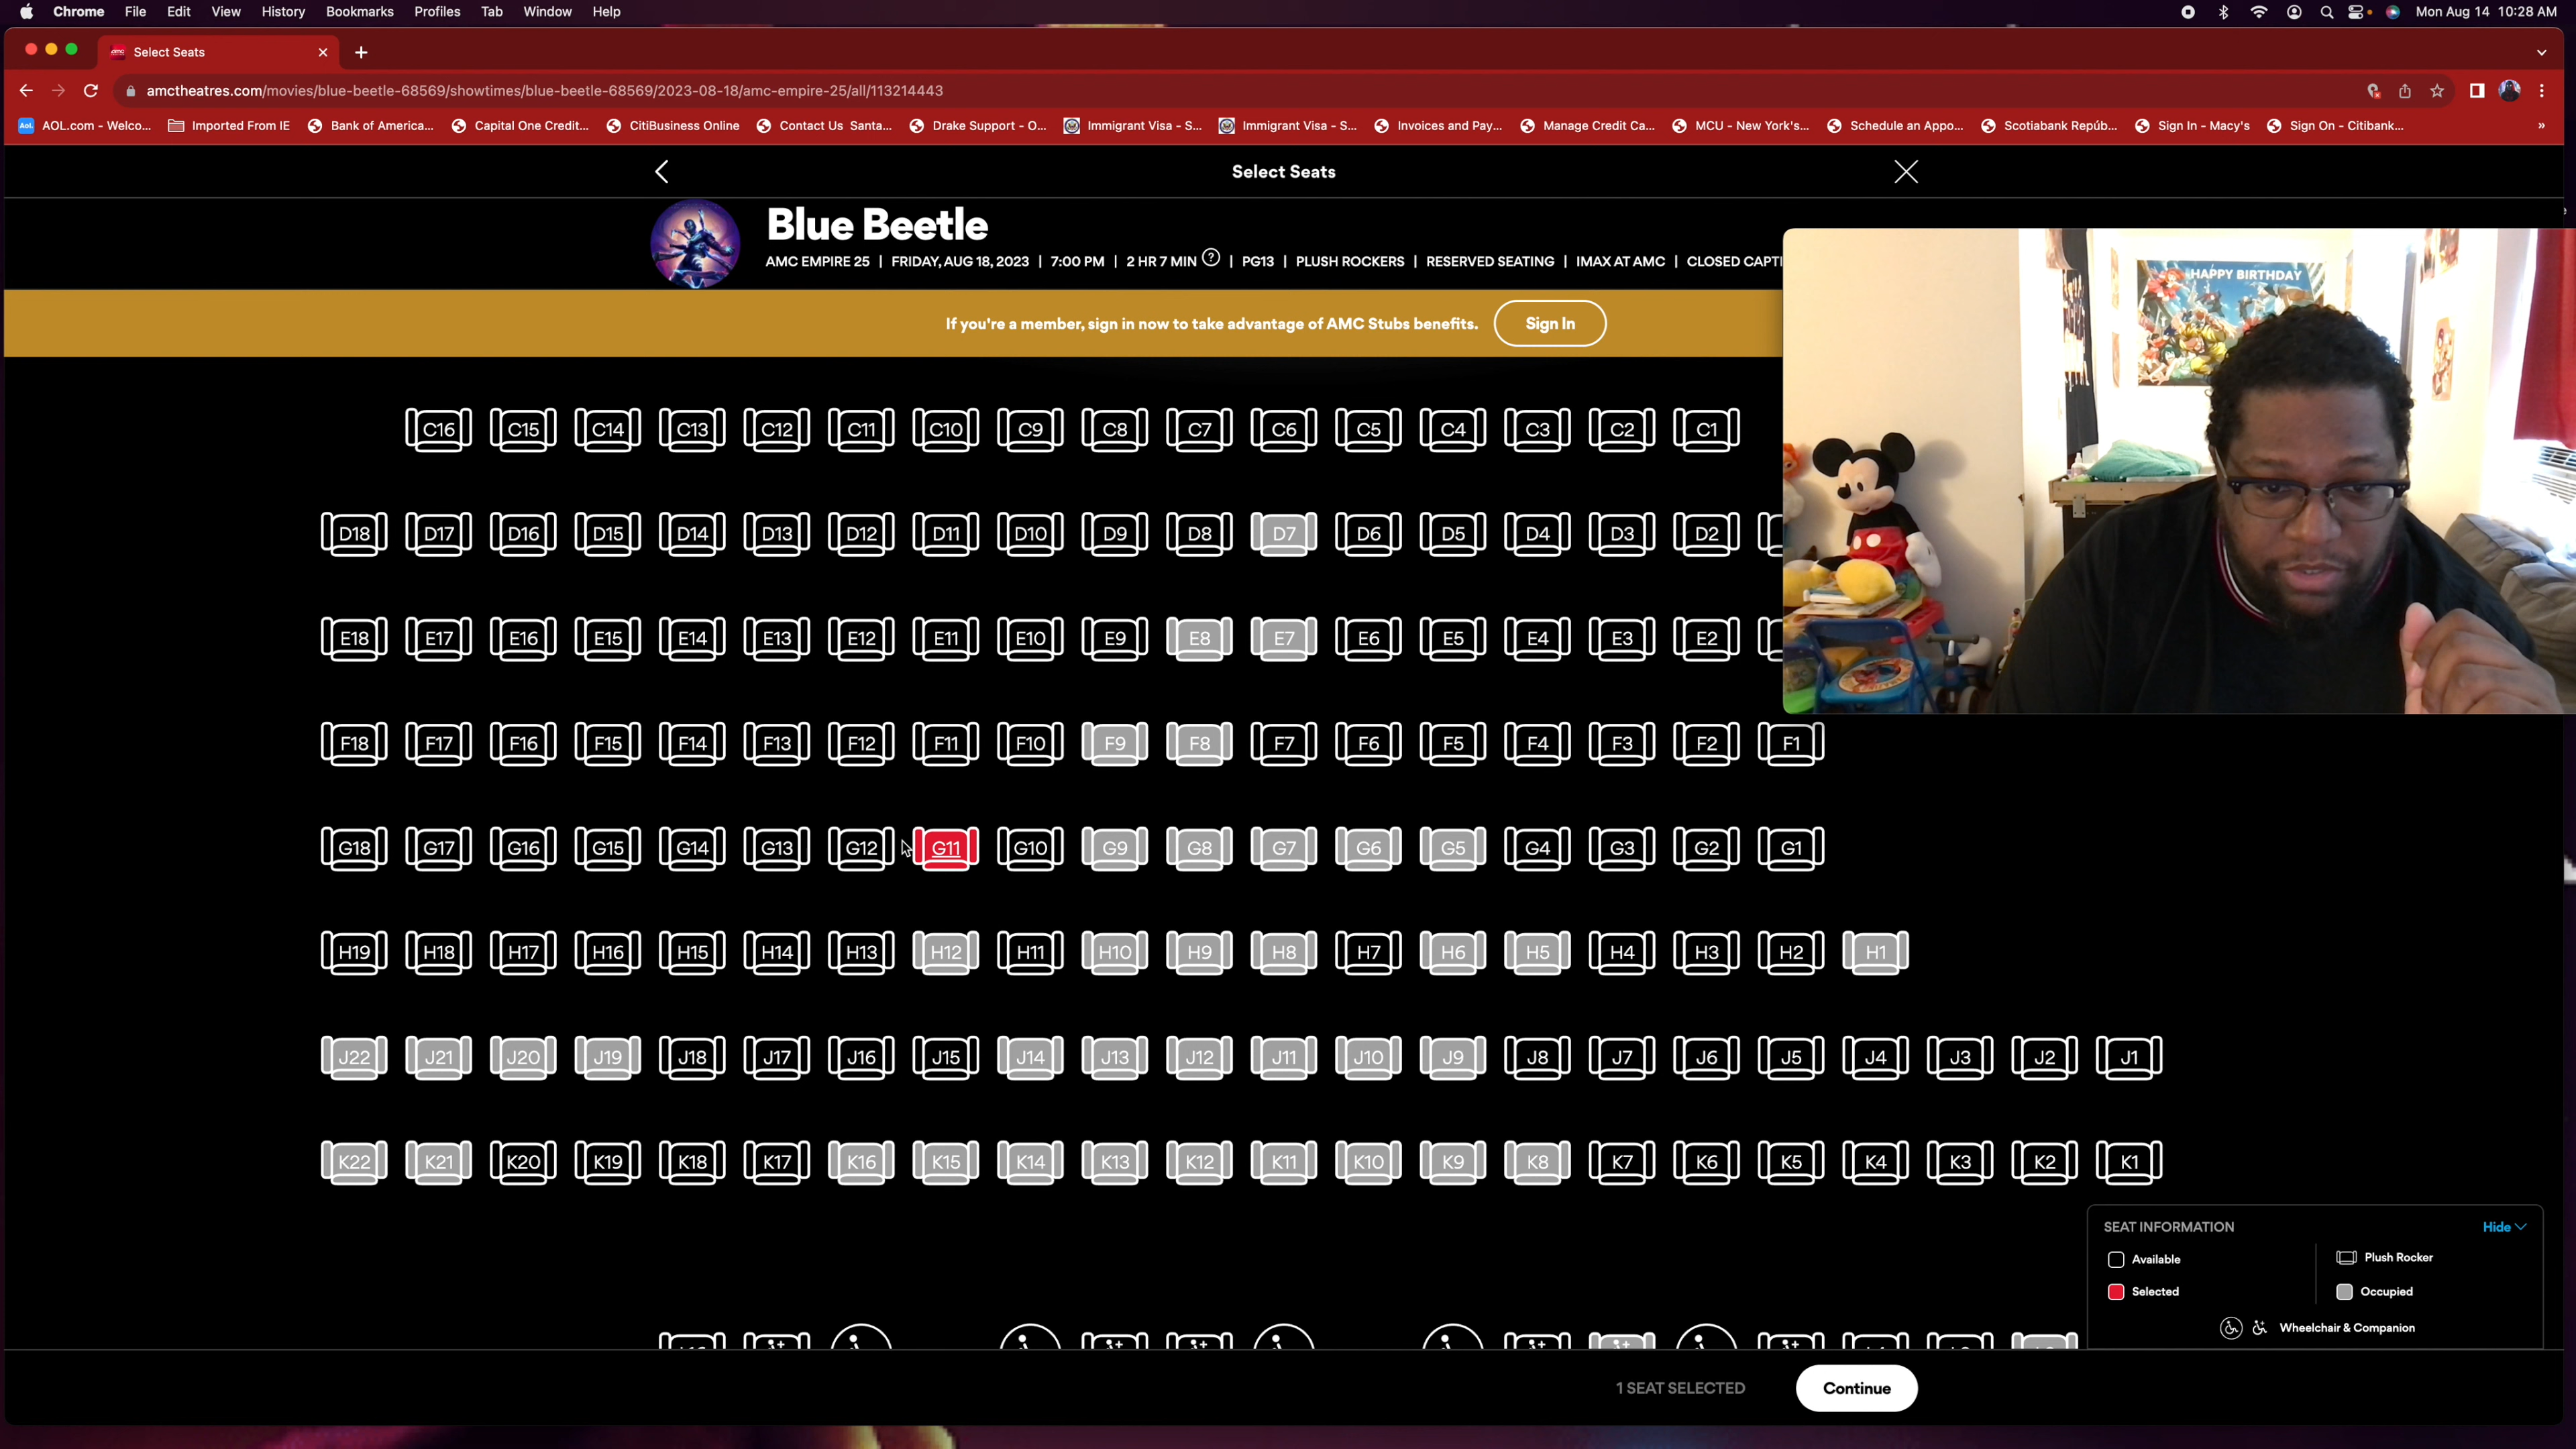 Chrome File Edit View History Bookmarks Profiles Tab Window Help Mon Aug 14 10:28 AM
amc Select Seats
amctheatres.com/movies/blue-beetle-68569/showtimes/blue-beetle-68569/2023-08-18/amc-empire-25/all/113214443
Aol. AOL.com - Welco... Imported From IE Bank of America... Capital One Credit... CitiBusiness Online Contact Us Santa... Drake Support - O... Immigrant Visa - S... Immigrant Visa - S... Invoices and Pay... Manage Credit Ca... MCU - New York's... Schedule an Appo... Scotiabank Repúb... Sign In - Macy's Sign On - Citibank... »
Select Seats
Blue Beetle
AMC EMPIRE 25 | FRIDAY, AUG 18, 2023 | 7:00 PM | 2 HR 7 MIN ? | PG13 | PLUSH ROCKERS | RESERVED SEATING | IMAX AT AMC | CLOSED CAPTI
If you're a member, sign in now to take advantage of AMC Stubs benefits. Sign In
HAPPY BIRTHDAY
C16 C15 C14 C13 C12 C11 C10 C9 C8 C7 C6 C5 C4 C3 C2 C1
D18 D17 D16 D15 D14 D13 D12 D11 D10 D9 D8 D7 D6 D5 D4 D3 D2
E18 E17 E16 E15 E14 E13 E12 E11 E10 E9 E8 E7 E6 E5 E4 E3 E2
F18 F17 F16 F15 F14 F13 F12 F11 F10 F9 F8 F7 F6 F5 F4 F3 F2 F1
G18 G17 G16 G15 G14 G13 G12 G11 G10 G9 G8 G7 G6 G5 G4 G3 G2 G1
H19 H18 H17 H16 H15 H14 H13 H12 H11 H10 H9 H8 H7 H6 H5 H4 H3 H2 H1
J22 J21 J20 J19 J18 J17 J16 J15 J14 J13 J12 J11 J10 J9 J8 J7 J6 J5 J4 J3 J2 J1
K22 K21 K20 K19 K18 K17 K16 K15 K14 K13 K12 K11 K10 K9 K8 K7 K6 K5 K4 K3 K2 K1
SEAT INFORMATION Hide
Available Plush Rocker
Selected Occupied
Wheelchair & Companion
1 SEAT SELECTED Continue